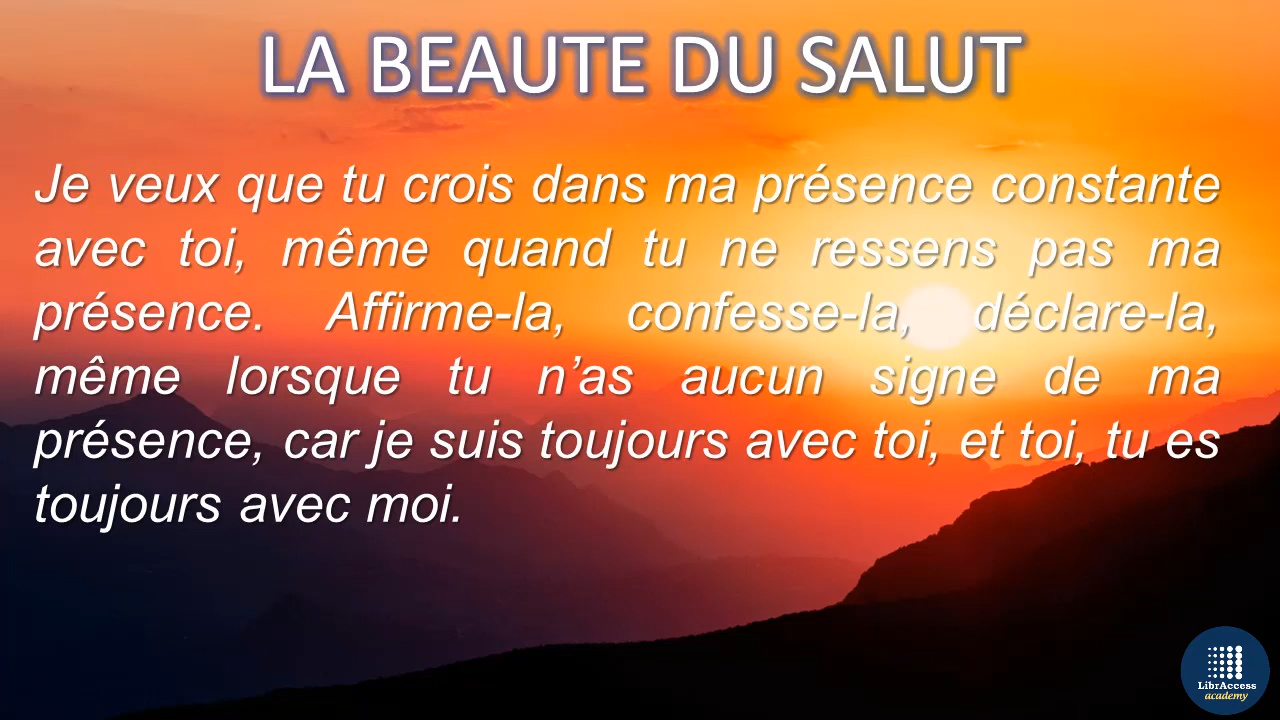 LA BEAUTE DU SALUT
Je veux que tu crois dans ma présence constante
avec toi, même quand tu ne ressens pas ma
présence. Affirme-la, confesse-la, déclare-la,
même lorsque tu n’as aucun signe de ma
présence, car je suis toujours avec toi, et toi, tu es
toujours avec moi.
LibrAccess
academy